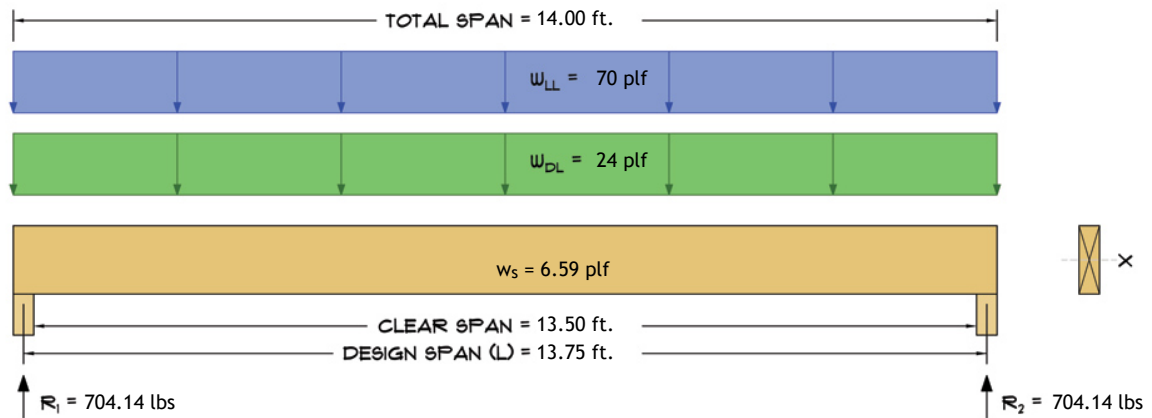 TOTAL SPAN = 14.00 ft.
WLL = 70 plf
WDL = 24 plf
ws = 6.59 plf
X
CLEAR SPAN = 13.50 ft.
DESIGN SPAN (L) = 13.75 ft.
R1 = 704.14 lbs
R2 = 704.14 lbs